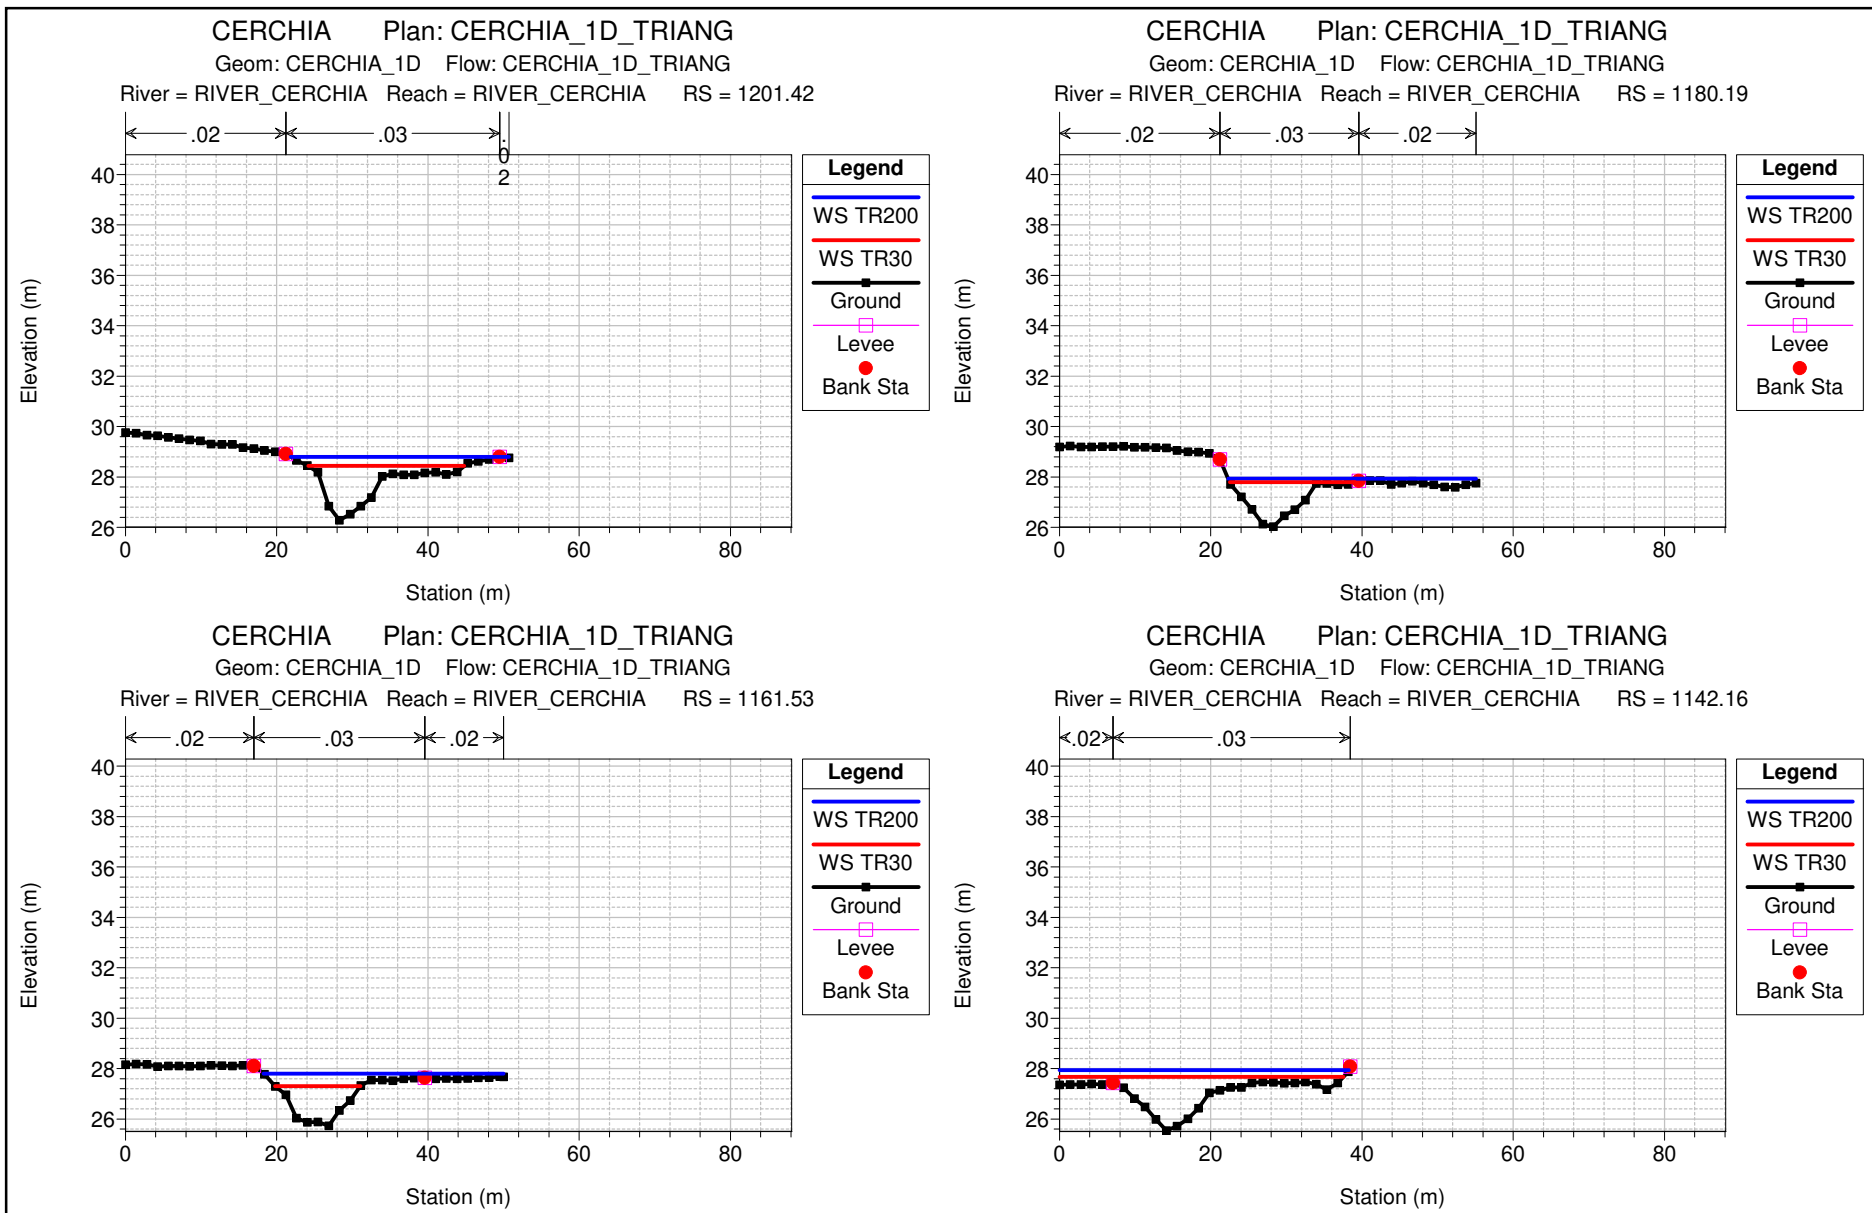 CERCHIA Plan: CERCHIA_1D_TRIANG
Geom: CERCHIA_1D Flow: CERCHIA_1D_TRIANG
River = RIVER_CERCHIA Reach = RIVER_CERCHIA RS = 1201.42
.02 .03 .02
Elevation (m)
40
38
36
34
32
30
28
26
0 20 40 60 80
Station (m)
Legend
WS TR200
WS TR30
Ground
Levee
Bank Sta
CERCHIA Plan: CERCHIA_1D_TRIANG
Geom: CERCHIA_1D Flow: CERCHIA_1D_TRIANG
River = RIVER_CERCHIA Reach = RIVER_CERCHIA RS = 1180.19
.02 .03 .02
Elevation (m)
40
38
36
34
32
30
28
26
0 20 40 60 80
Station (m)
Legend
WS TR200
WS TR30
Ground
Levee
Bank Sta
CERCHIA Plan: CERCHIA_1D_TRIANG
Geom: CERCHIA_1D Flow: CERCHIA_1D_TRIANG
River = RIVER_CERCHIA Reach = RIVER_CERCHIA RS = 1161.53
.02 .03 .02
Elevation (m)
40
38
36
34
32
30
28
26
0 20 40 60 80
Station (m)
Legend
WS TR200
WS TR30
Ground
Levee
Bank Sta
CERCHIA Plan: CERCHIA_1D_TRIANG
Geom: CERCHIA_1D Flow: CERCHIA_1D_TRIANG
River = RIVER_CERCHIA Reach = RIVER_CERCHIA RS = 1142.16
.02 .03
Elevation (m)
40
38
36
34
32
30
28
26
0 20 40 60 80
Station (m)
Legend
WS TR200
WS TR30
Ground
Levee
Bank Sta